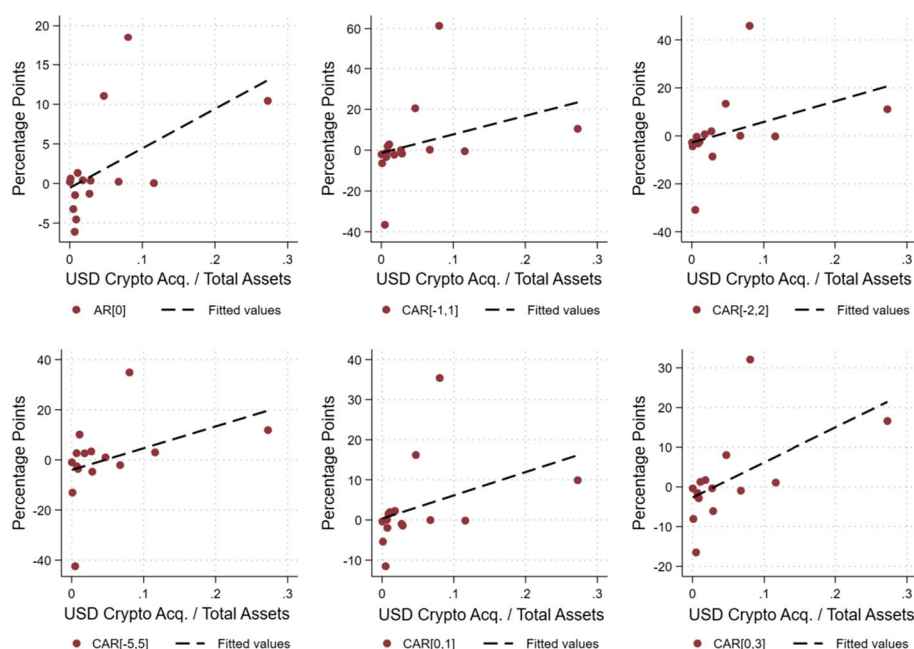 20
15
10
5
0
-5
Percentage Points
0 .1 .2 .3
USD Crypto Acq. / Total Assets
AR[0] Fitted values
60
40
20
0
-20
-40
Percentage Points
0 .1 .2 .3
USD Crypto Acq. / Total Assets
CAR[-1,1] Fitted values
40
20
0
-20
-40
Percentage Points
0 .1 .2 .3
USD Crypto Acq. / Total Assets
CAR[-2,2] Fitted values
40
20
0
-20
-40
Percentage Points
0 .1 .2 .3
USD Crypto Acq. / Total Assets
CAR[-5,5] Fitted values
40
30
20
10
0
-10
Percentage Points
0 .1 .2 .3
USD Crypto Acq. / Total Assets
CAR[0,1] Fitted values
30
20
10
0
-10
-20
Percentage Points
0 .1 .2 .3
USD Crypto Acq. / Total Assets
CAR[0,3] Fitted values